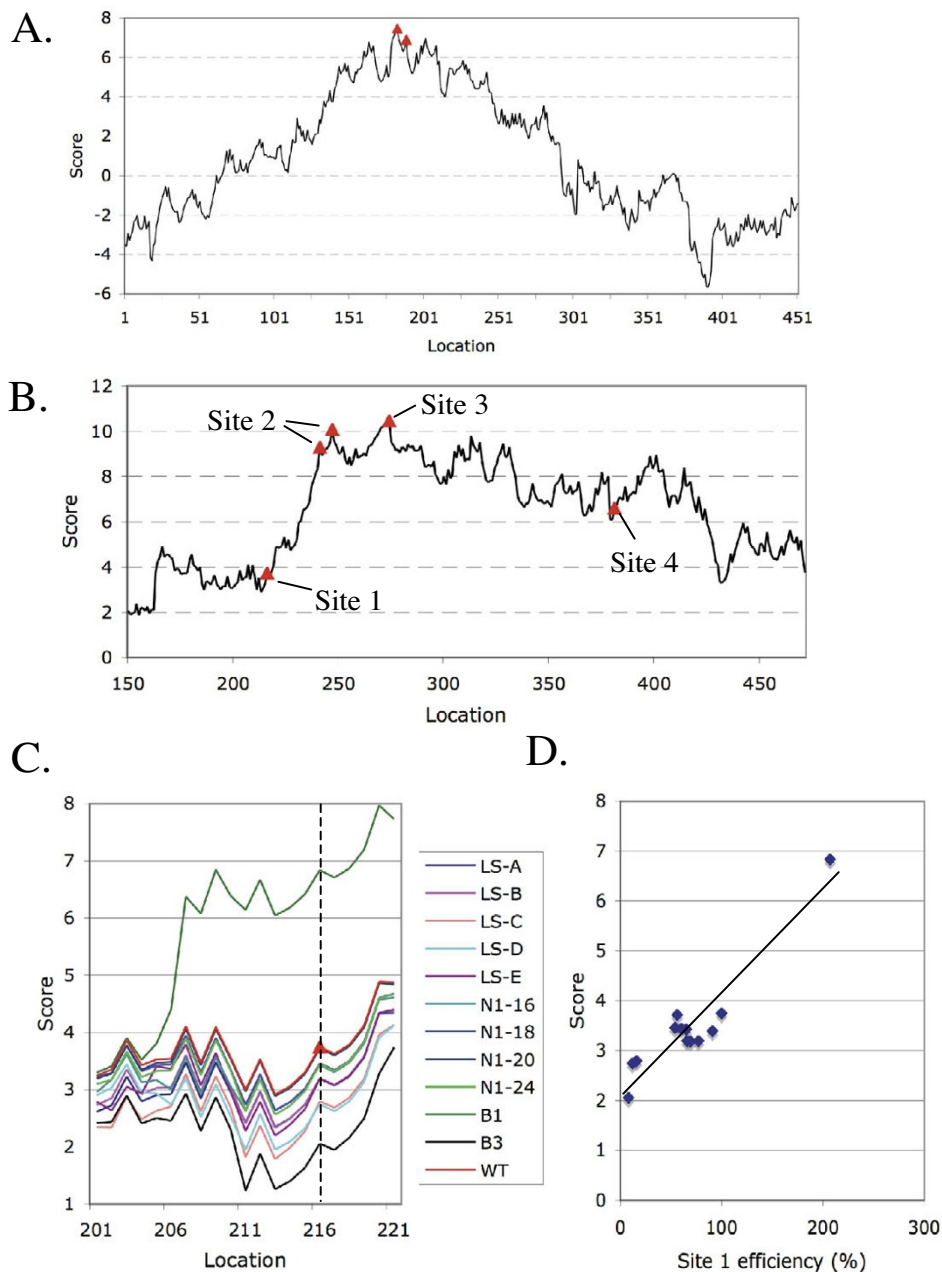 A.
8
6
4
2
0
-2
-4
-6
Score
1 51 101 151 201 251 301 351 401 451
Location
B.
12
10
8
6
4
2
0
Score
Site 2
Site 3
Site 1
Site 4
150 200 250 300 350 400 450
Location
C.
8
7
6
5
4
3
2
1
Score
201 206 211 216 221
Location
LS-A
LS-B
LS-C
LS-D
LS-E
N1-16
N1-18
N1-20
N1-24
B1
B3
WT
D.
8
7
6
5
4
3
2
1
0
Score
0 100 200 300
Site 1 efficiency (%)